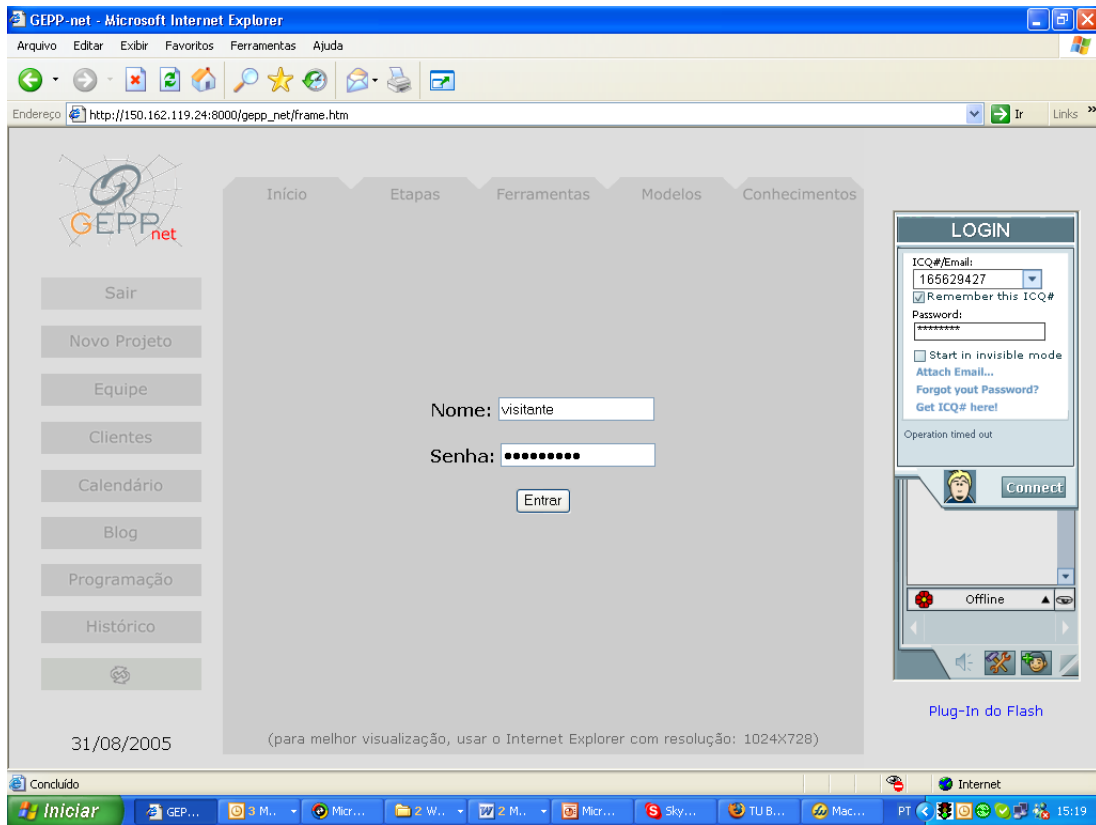 GEPP-net - Microsoft Internet Explorer
Arquivo Editar Exibir Favoritos Ferramentas Ajuda
Endereço http://150.162.119.24:8000/gepp_net/frame.htm Ir Links »
GEPP net
Início Etapas Ferramentas Modelos Conhecimentos
Sair
Novo Projeto
Equipe
Clientes
Calendário
Blog
Programação
Histórico
31/08/2005
Nome: visitante
Senha: •••••••••
Entrar
(para melhor visualização, usar o Internet Explorer com resolução: 1024X728)
LOGIN
ICQ#/Email:
165629427
Remember this ICQ#
Password:
********
Start in invisible mode
Attach Email...
Forgot yout Password?
Get ICQ# here!
Operation timed out
Connect
Offline
Plug-In do Flash
Concluído Internet
Iniciar GEP... 3 M... Micr... 2 W... 2 M... Micr... Sky... TU B... Mac... PT 15:19